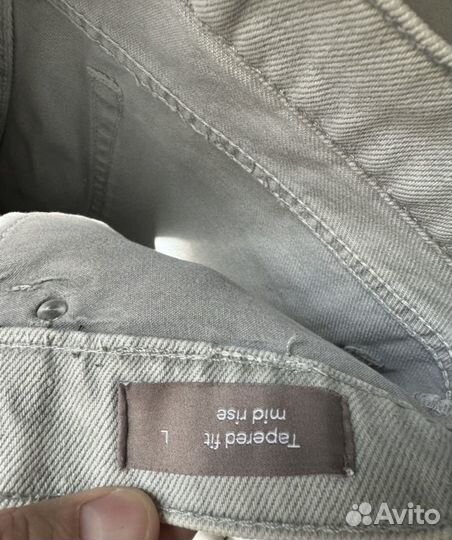 Tapered fit
mid rise
L
Avito